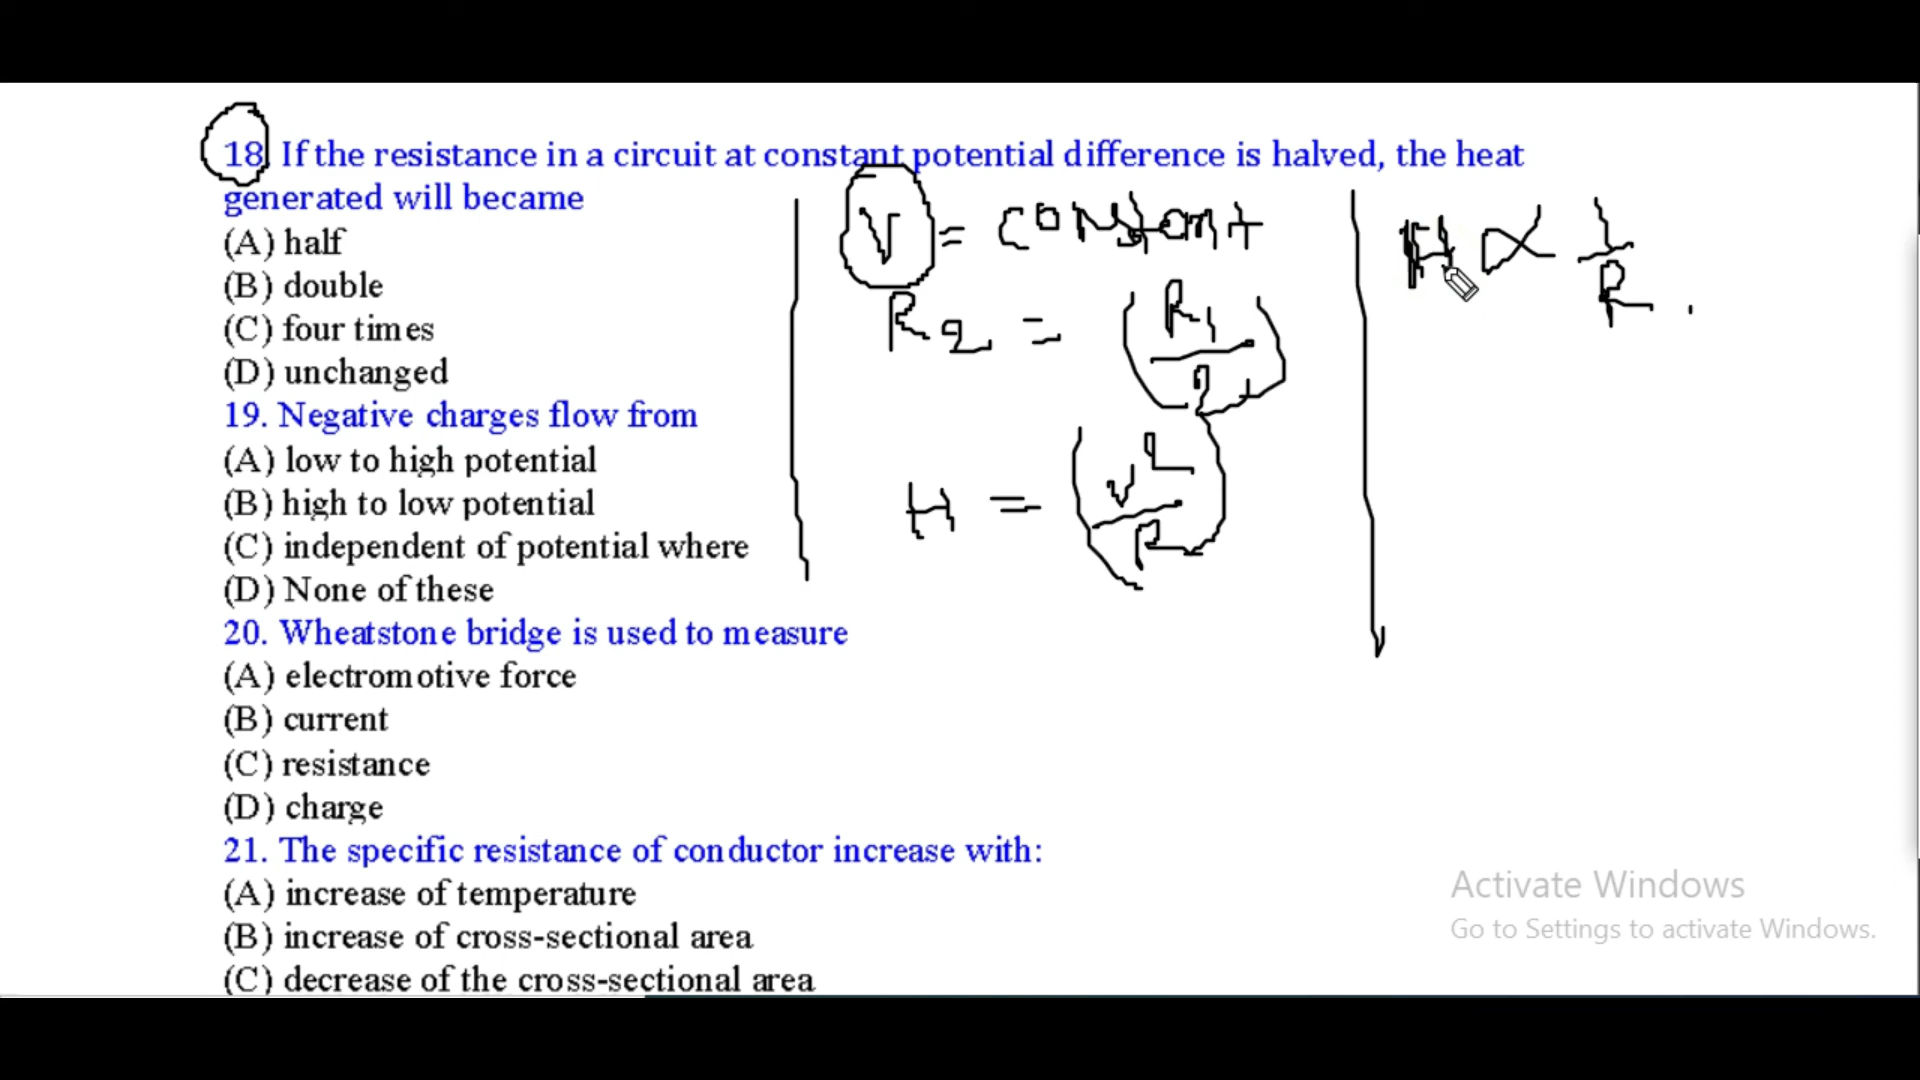 18. If the resistance in a circuit at constant potential difference is halved, the heat
generated will became
(A) half
(B) double
(C) four times
(D) unchanged
19. Negative charges flow from
(A) low to high potential
(B) high to low potential
(C) independent of potential where
(D) None of these
20. Wheatstone bridge is used to measure
(A) electromotive force
(B) current
(C) resistance
(D) charge
21. The specific resistance of conductor increase with:
(A) increase of temperature
(B) increase of cross-sectional area
(C) decrease of the cross-sectional area
V = constant
R2 = (R1/2)
H = (V²/R)
H ∝ 1/R .
Activate Windows
Go to Settings to activate Windows.